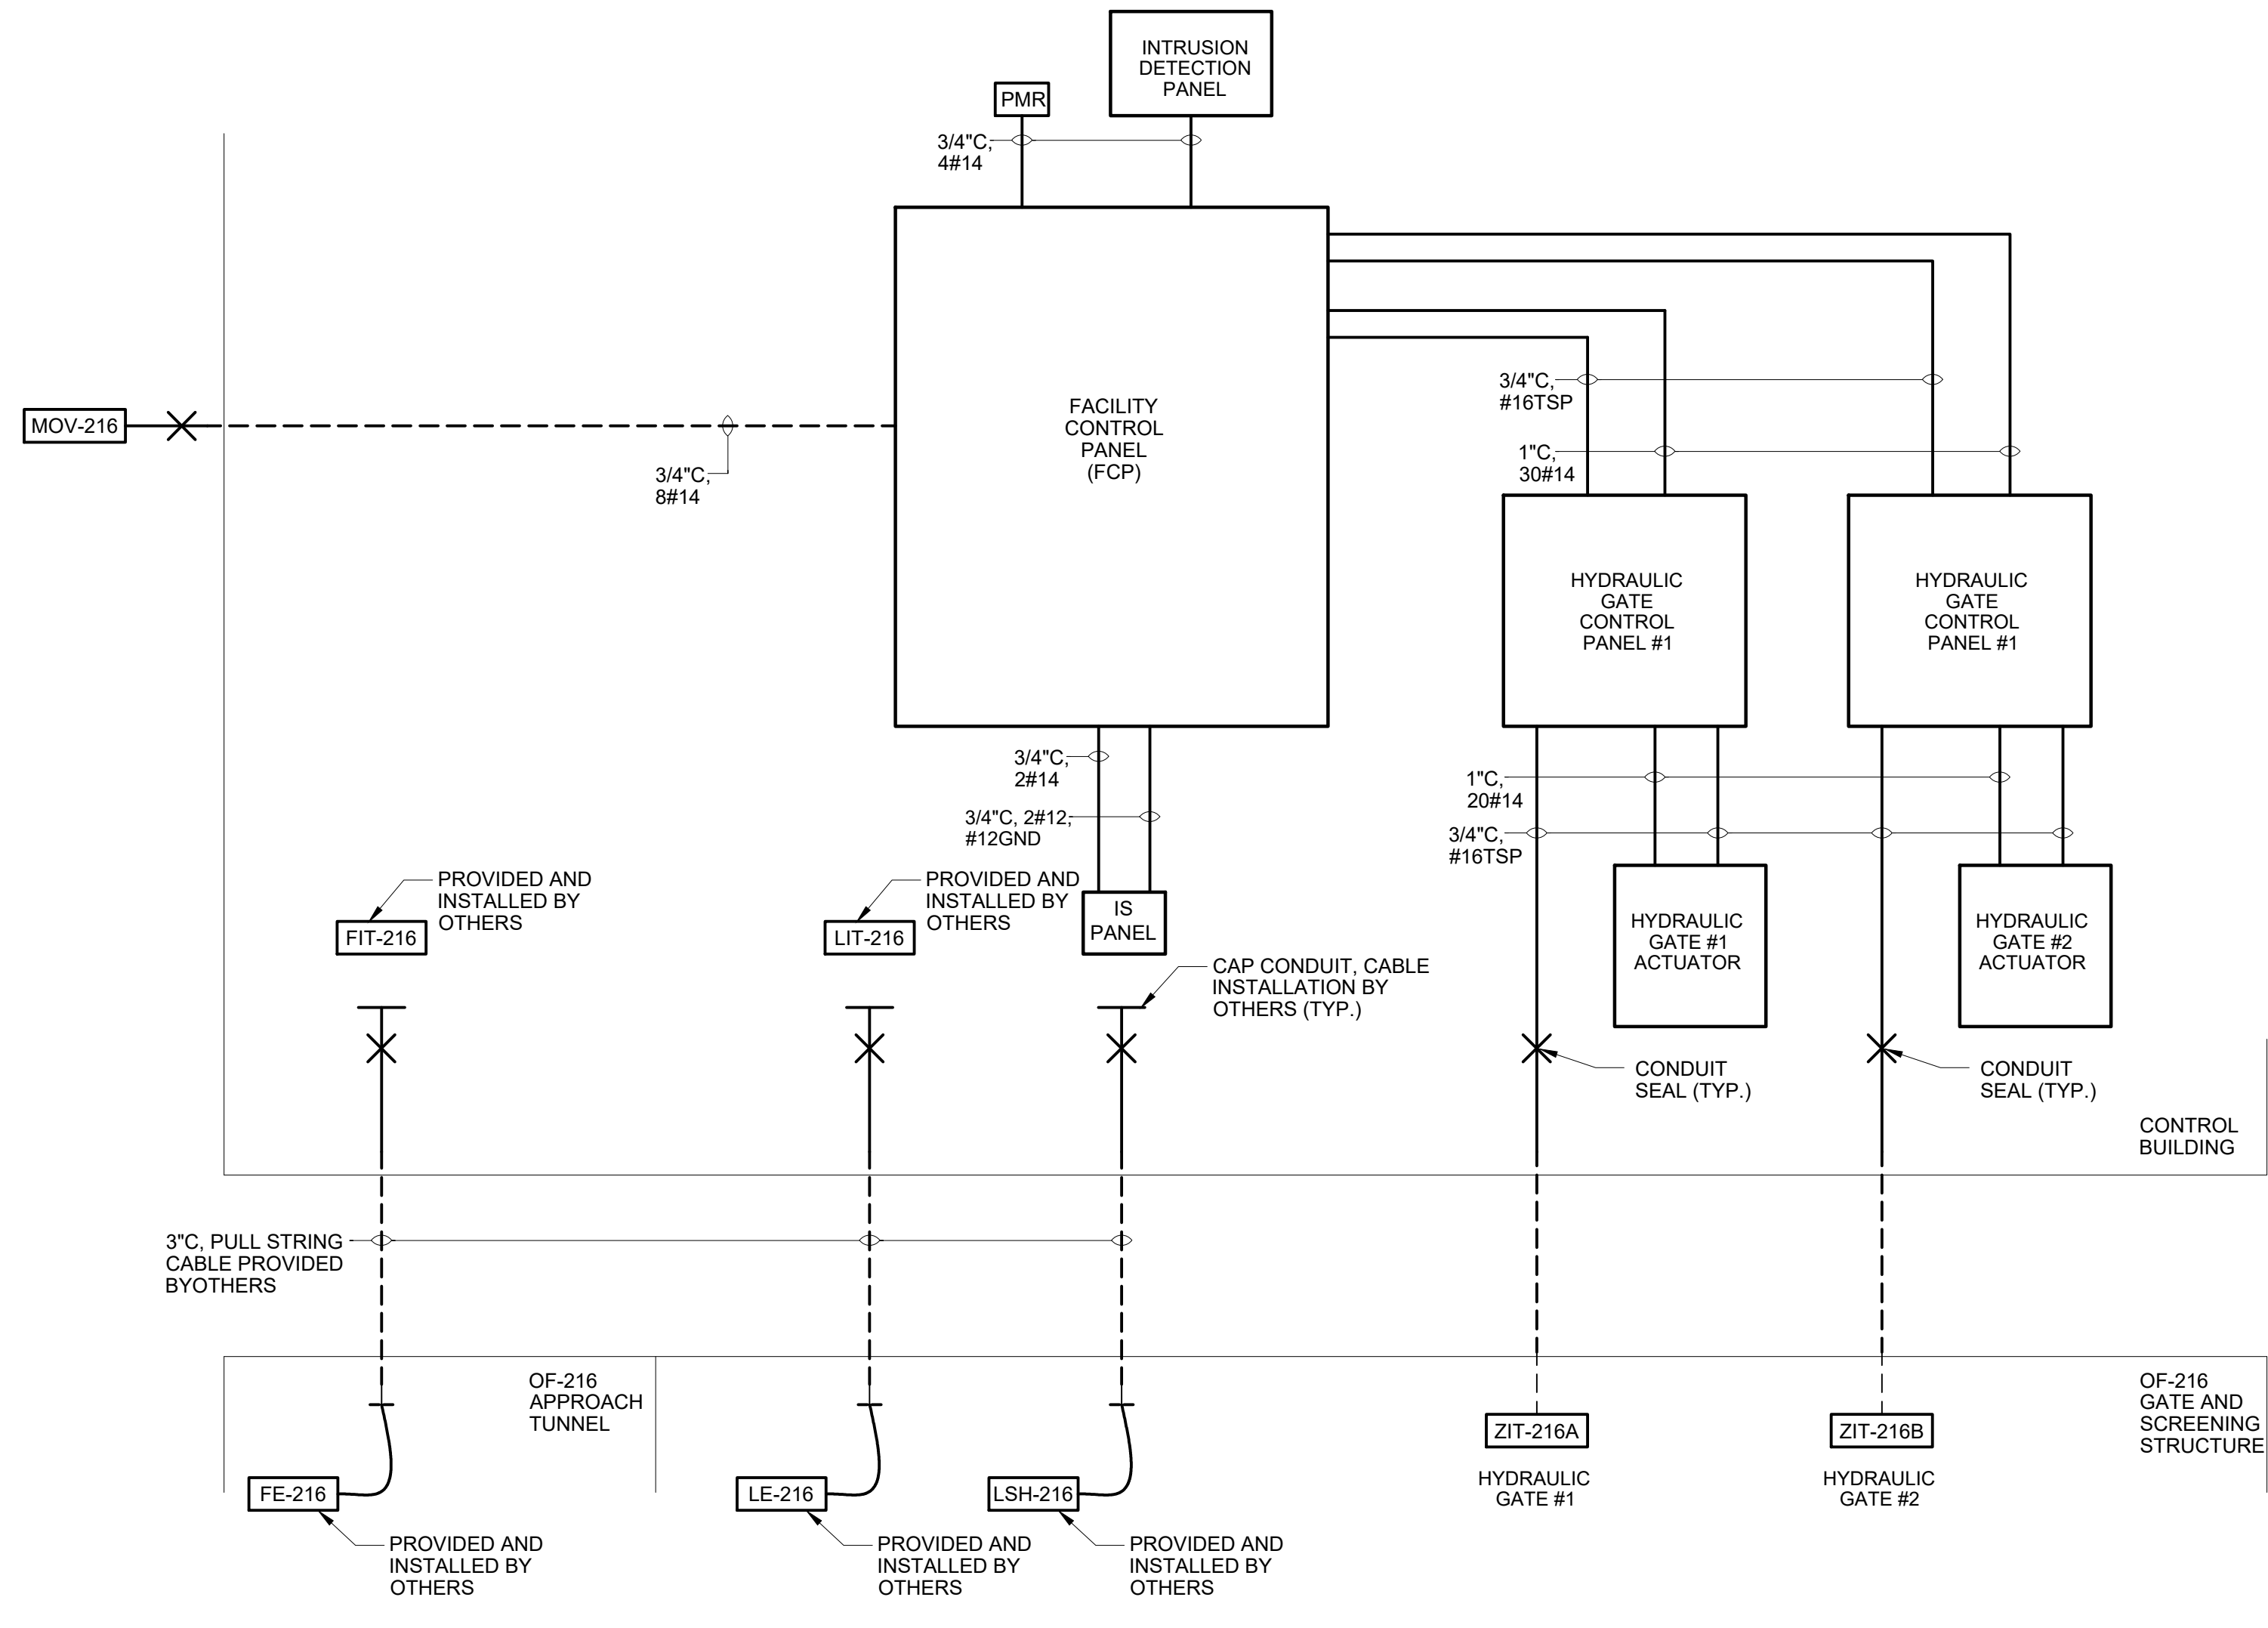 INTRUSION
DETECTION
PANEL
PMR
3/4"C,
4#14
MOV-216
3/4"C,
8#14
FACILITY
CONTROL
PANEL
(FCP)
3/4"C,
#16TSP
1"C,
30#14
HYDRAULIC
GATE
CONTROL
PANEL #1
HYDRAULIC
GATE
CONTROL
PANEL #1
3/4"C,
2#14
3/4"C, 2#12,
#12GND
1"C,
20#14
3/4"C,
#16TSP
PROVIDED AND
INSTALLED BY
OTHERS
FIT-216
PROVIDED AND
INSTALLED BY
OTHERS
LIT-216
IS
PANEL
HYDRAULIC
GATE #1
ACTUATOR
HYDRAULIC
GATE #2
ACTUATOR
CAP CONDUIT, CABLE
INSTALLATION BY
OTHERS (TYP.)
CONDUIT
SEAL (TYP.)
CONDUIT
SEAL (TYP.)
CONTROL
BUILDING
3"C, PULL STRING
CABLE PROVIDED
BYOTHERS
OF-216
APPROACH
TUNNEL
OF-216
GATE AND
SCREENING
STRUCTURE
ZIT-216A
ZIT-216B
HYDRAULIC
GATE #1
HYDRAULIC
GATE #2
FE-216
LE-216
LSH-216
PROVIDED AND
INSTALLED BY
OTHERS
PROVIDED AND
INSTALLED BY
OTHERS
PROVIDED AND
INSTALLED BY
OTHERS